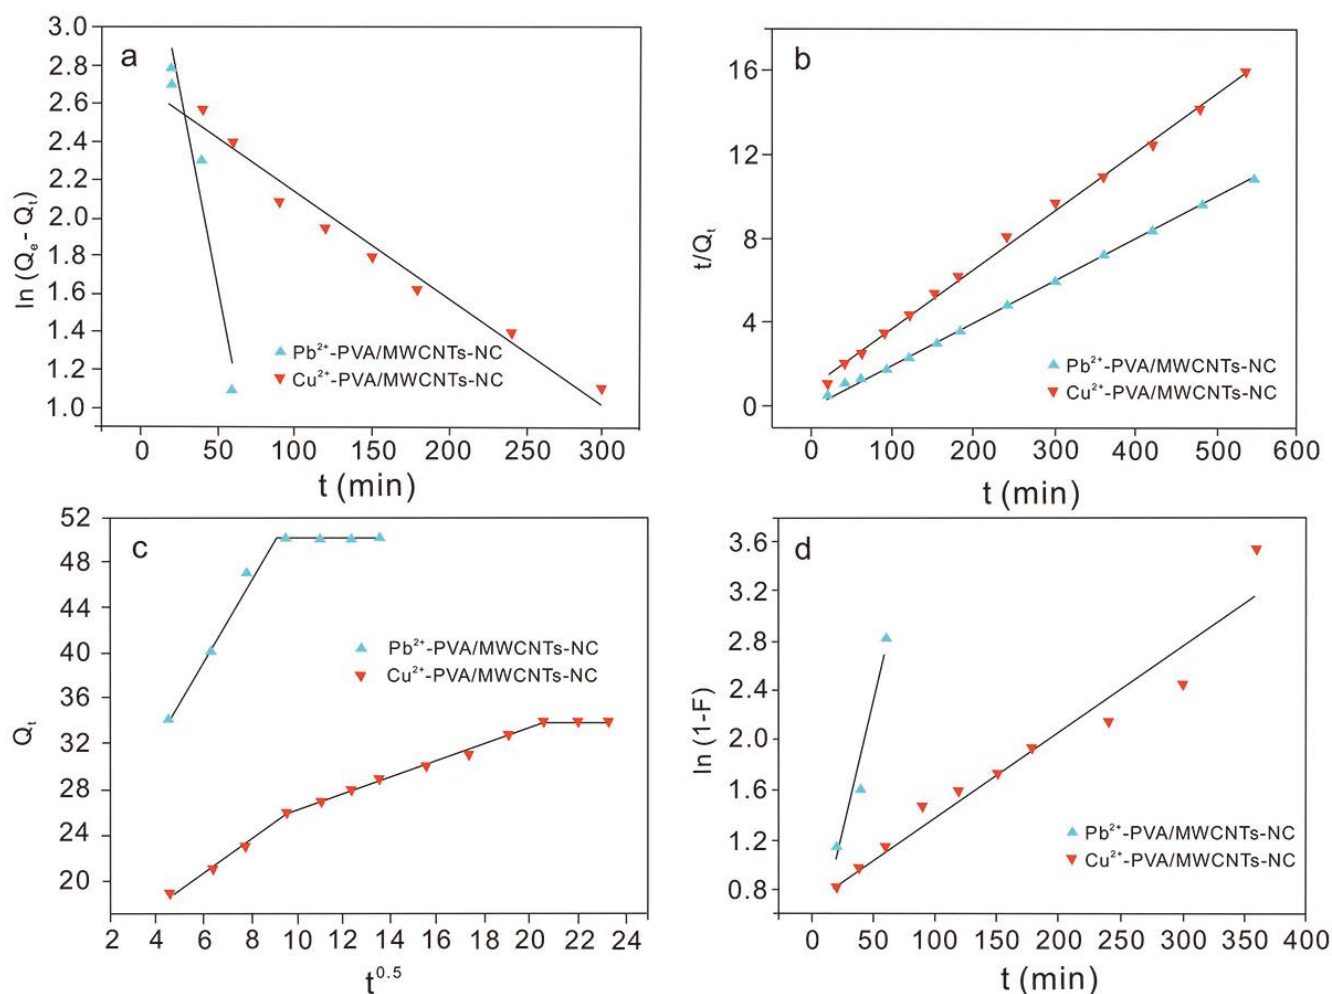 a
3.0
2.8
2.6
2.4
2.2
2.0
1.8
1.6
1.4
1.2
1.0
ln (Qₑ - Qₜ)
Pb²⁺-PVA/MWCNTs-NC
Cu²⁺-PVA/MWCNTs-NC
0 50 100 150 200 250 300
t (min)
b
16
12
8
4
0
t/Qₜ
Pb²⁺-PVA/MWCNTs-NC
Cu²⁺-PVA/MWCNTs-NC
0 100 200 300 400 500 600
t (min)
c
52
48
44
40
36
32
28
24
20
Qₜ
Pb²⁺-PVA/MWCNTs-NC
Cu²⁺-PVA/MWCNTs-NC
2 4 6 8 10 12 14 16 18 20 22 24
t⁰·⁵
d
3.6
3.2
2.8
2.4
2.0
1.6
1.2
0.8
ln (1-F)
Pb²⁺-PVA/MWCNTs-NC
Cu²⁺-PVA/MWCNTs-NC
0 50 100 150 200 250 300 350 400
t (min)